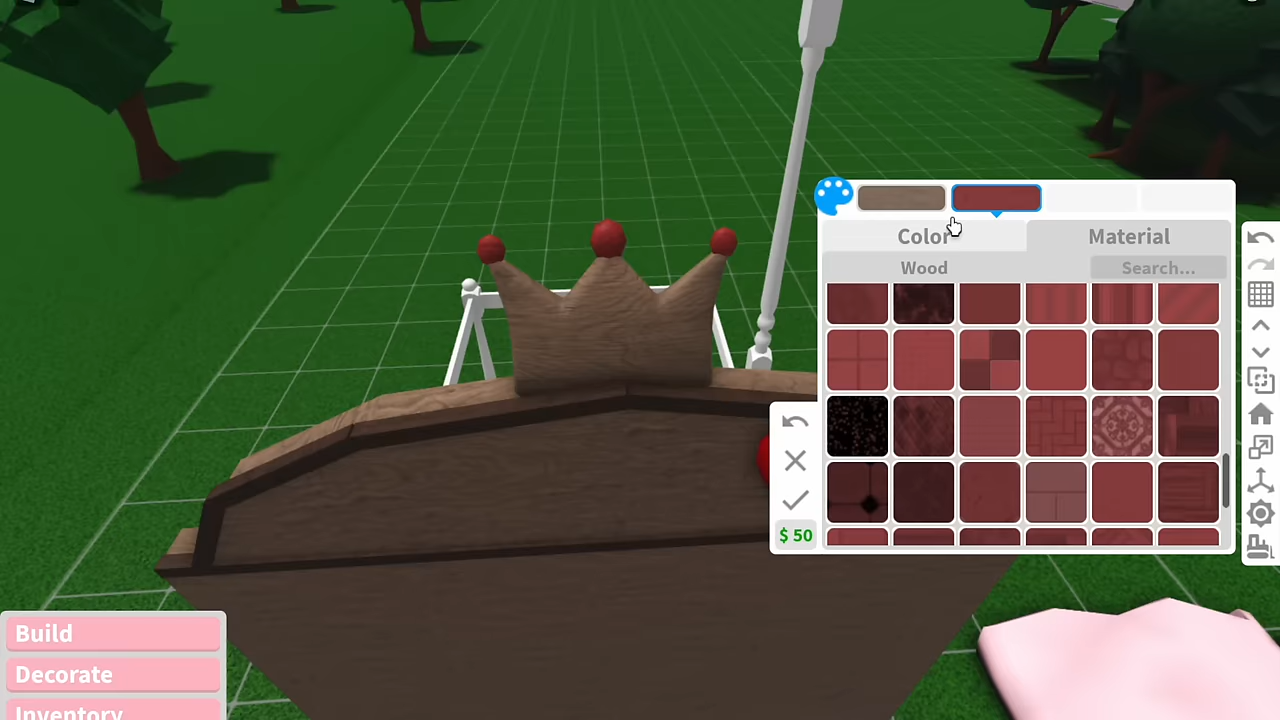 Color
Material
Wood
Search...
$ 50
Build
Decorate
Inventory